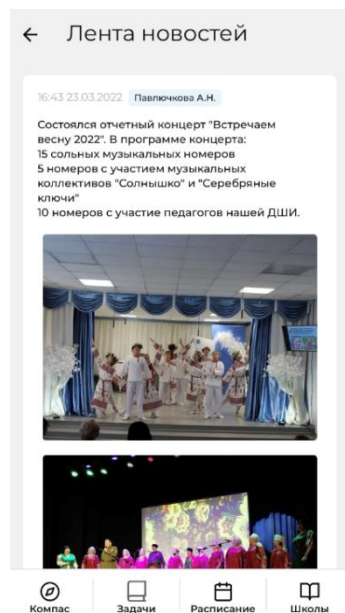 ← Лента новостей
16:43 23.03.2022 Павлючкова А.Н.
Состоялся отчетный концерт "Встречаем
весну 2022". В программе концерта:
15 сольных музыкальных номеров
5 номеров с участием музыкальных
коллективов "Солнышко" и "Серебряные
ключи"
10 номеров с участие педагогов нашей ДШИ.
Компас Задачи Расписание Школы